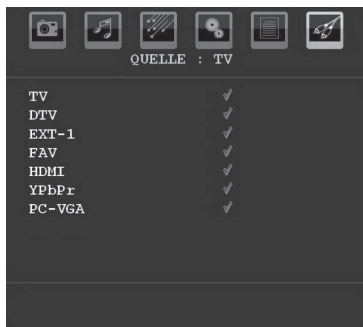 QUELLE : TV
TV
DTV
EXT-1
FAV
HDMI
YPbPr
PC-VGA